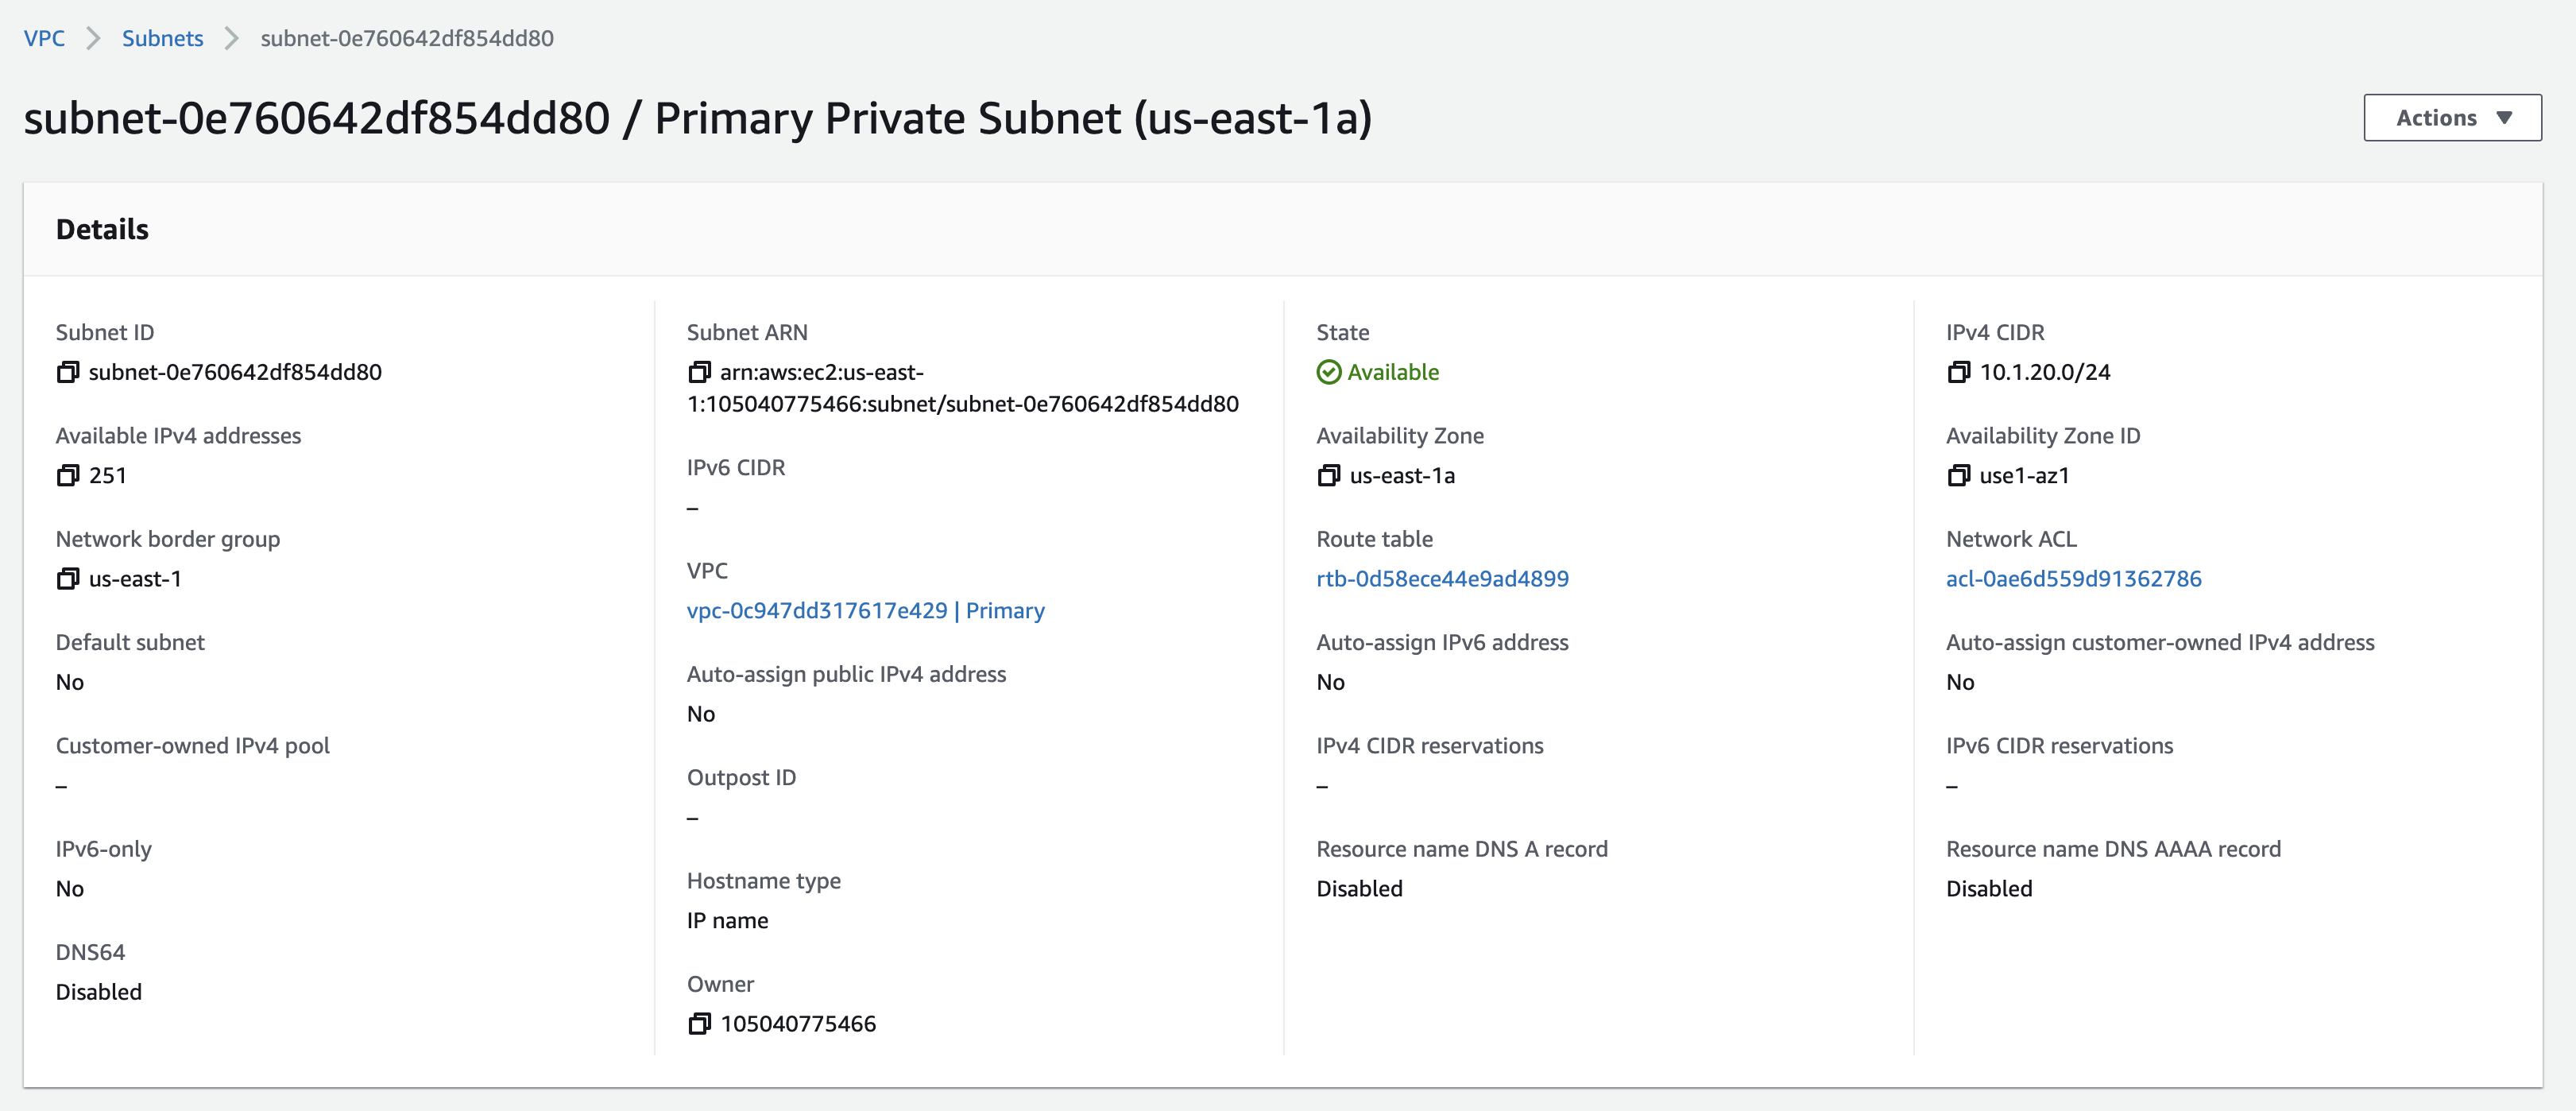 VPC > Subnets > subnet-0e760642df854dd80
subnet-0e760642df854dd80 / Primary Private Subnet (us-east-1a)
Actions
Details
Subnet ID
subnet-0e760642df854dd80
Available IPv4 addresses
251
Network border group
us-east-1
Default subnet
No
Customer-owned IPv4 pool
–
IPv6-only
No
DNS64
Disabled
Subnet ARN
arn:aws:ec2:us-east-
1:105040775466:subnet/subnet-0e760642df854dd80
IPv6 CIDR
–
VPC
vpc-0c947dd317617e429 | Primary
Auto-assign public IPv4 address
No
Outpost ID
–
Hostname type
IP name
Owner
105040775466
State
Available
Availability Zone
us-east-1a
Route table
rtb-0d58ece44e9ad4899
Auto-assign IPv6 address
No
IPv4 CIDR reservations
–
Resource name DNS A record
Disabled
IPv4 CIDR
10.1.20.0/24
Availability Zone ID
use1-az1
Network ACL
acl-0ae6d559d91362786
Auto-assign customer-owned IPv4 address
No
IPv6 CIDR reservations
–
Resource name DNS AAAA record
Disabled